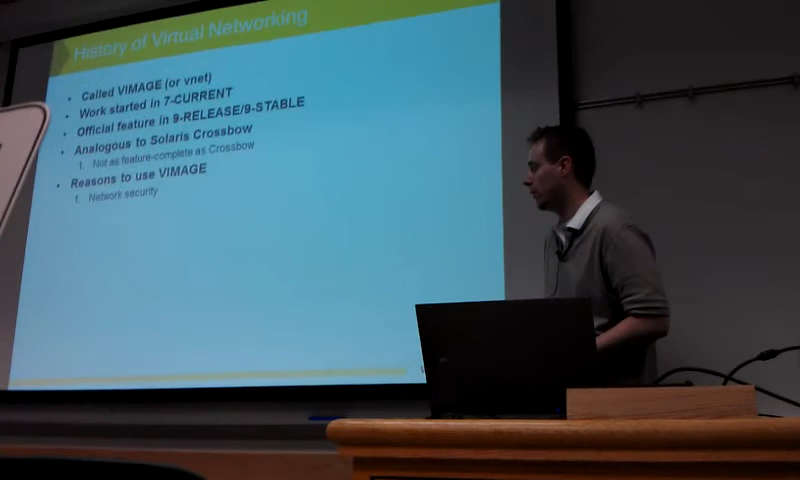 History of Virtual Networking
• Called VIMAGE (or vnet)
• Work started in 7-CURRENT
• Official feature in 9-RELEASE/9-STABLE
• Analogous to Solaris Crossbow
1. Not as feature-complete as Crossbow
• Reasons to use VIMAGE
1. Network security